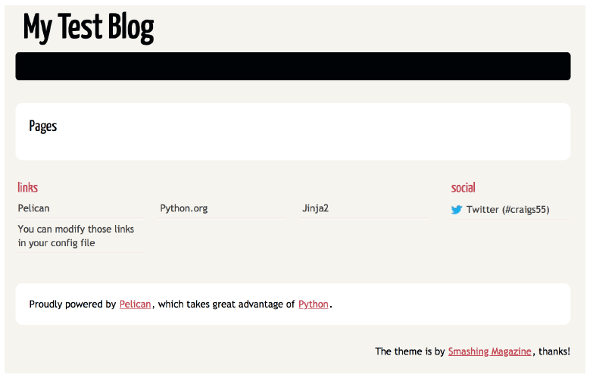 My Test Blog
Pages
links
social
Pelican
Python.org
Jinja2
Twitter (#craigs55)
You can modify those links
in your config file
Proudly powered by Pelican, which takes great advantage of Python.
The theme is by Smashing Magazine, thanks!